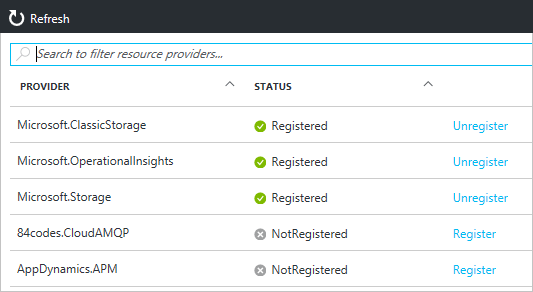 Refresh
Search to filter resource providers...
PROVIDER STATUS
Microsoft.ClassicStorage Registered Unregister
Microsoft.OperationalInsights Registered Unregister
Microsoft.Storage Registered Unregister
84codes.CloudAMQP NotRegistered Register
AppDynamics.APM NotRegistered Register